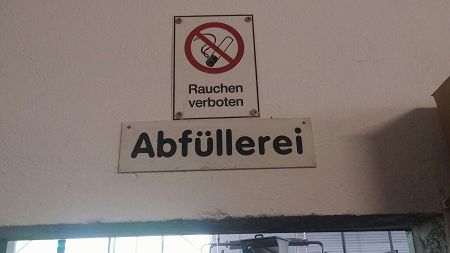 Rauchen
verboten
Abfüllerei